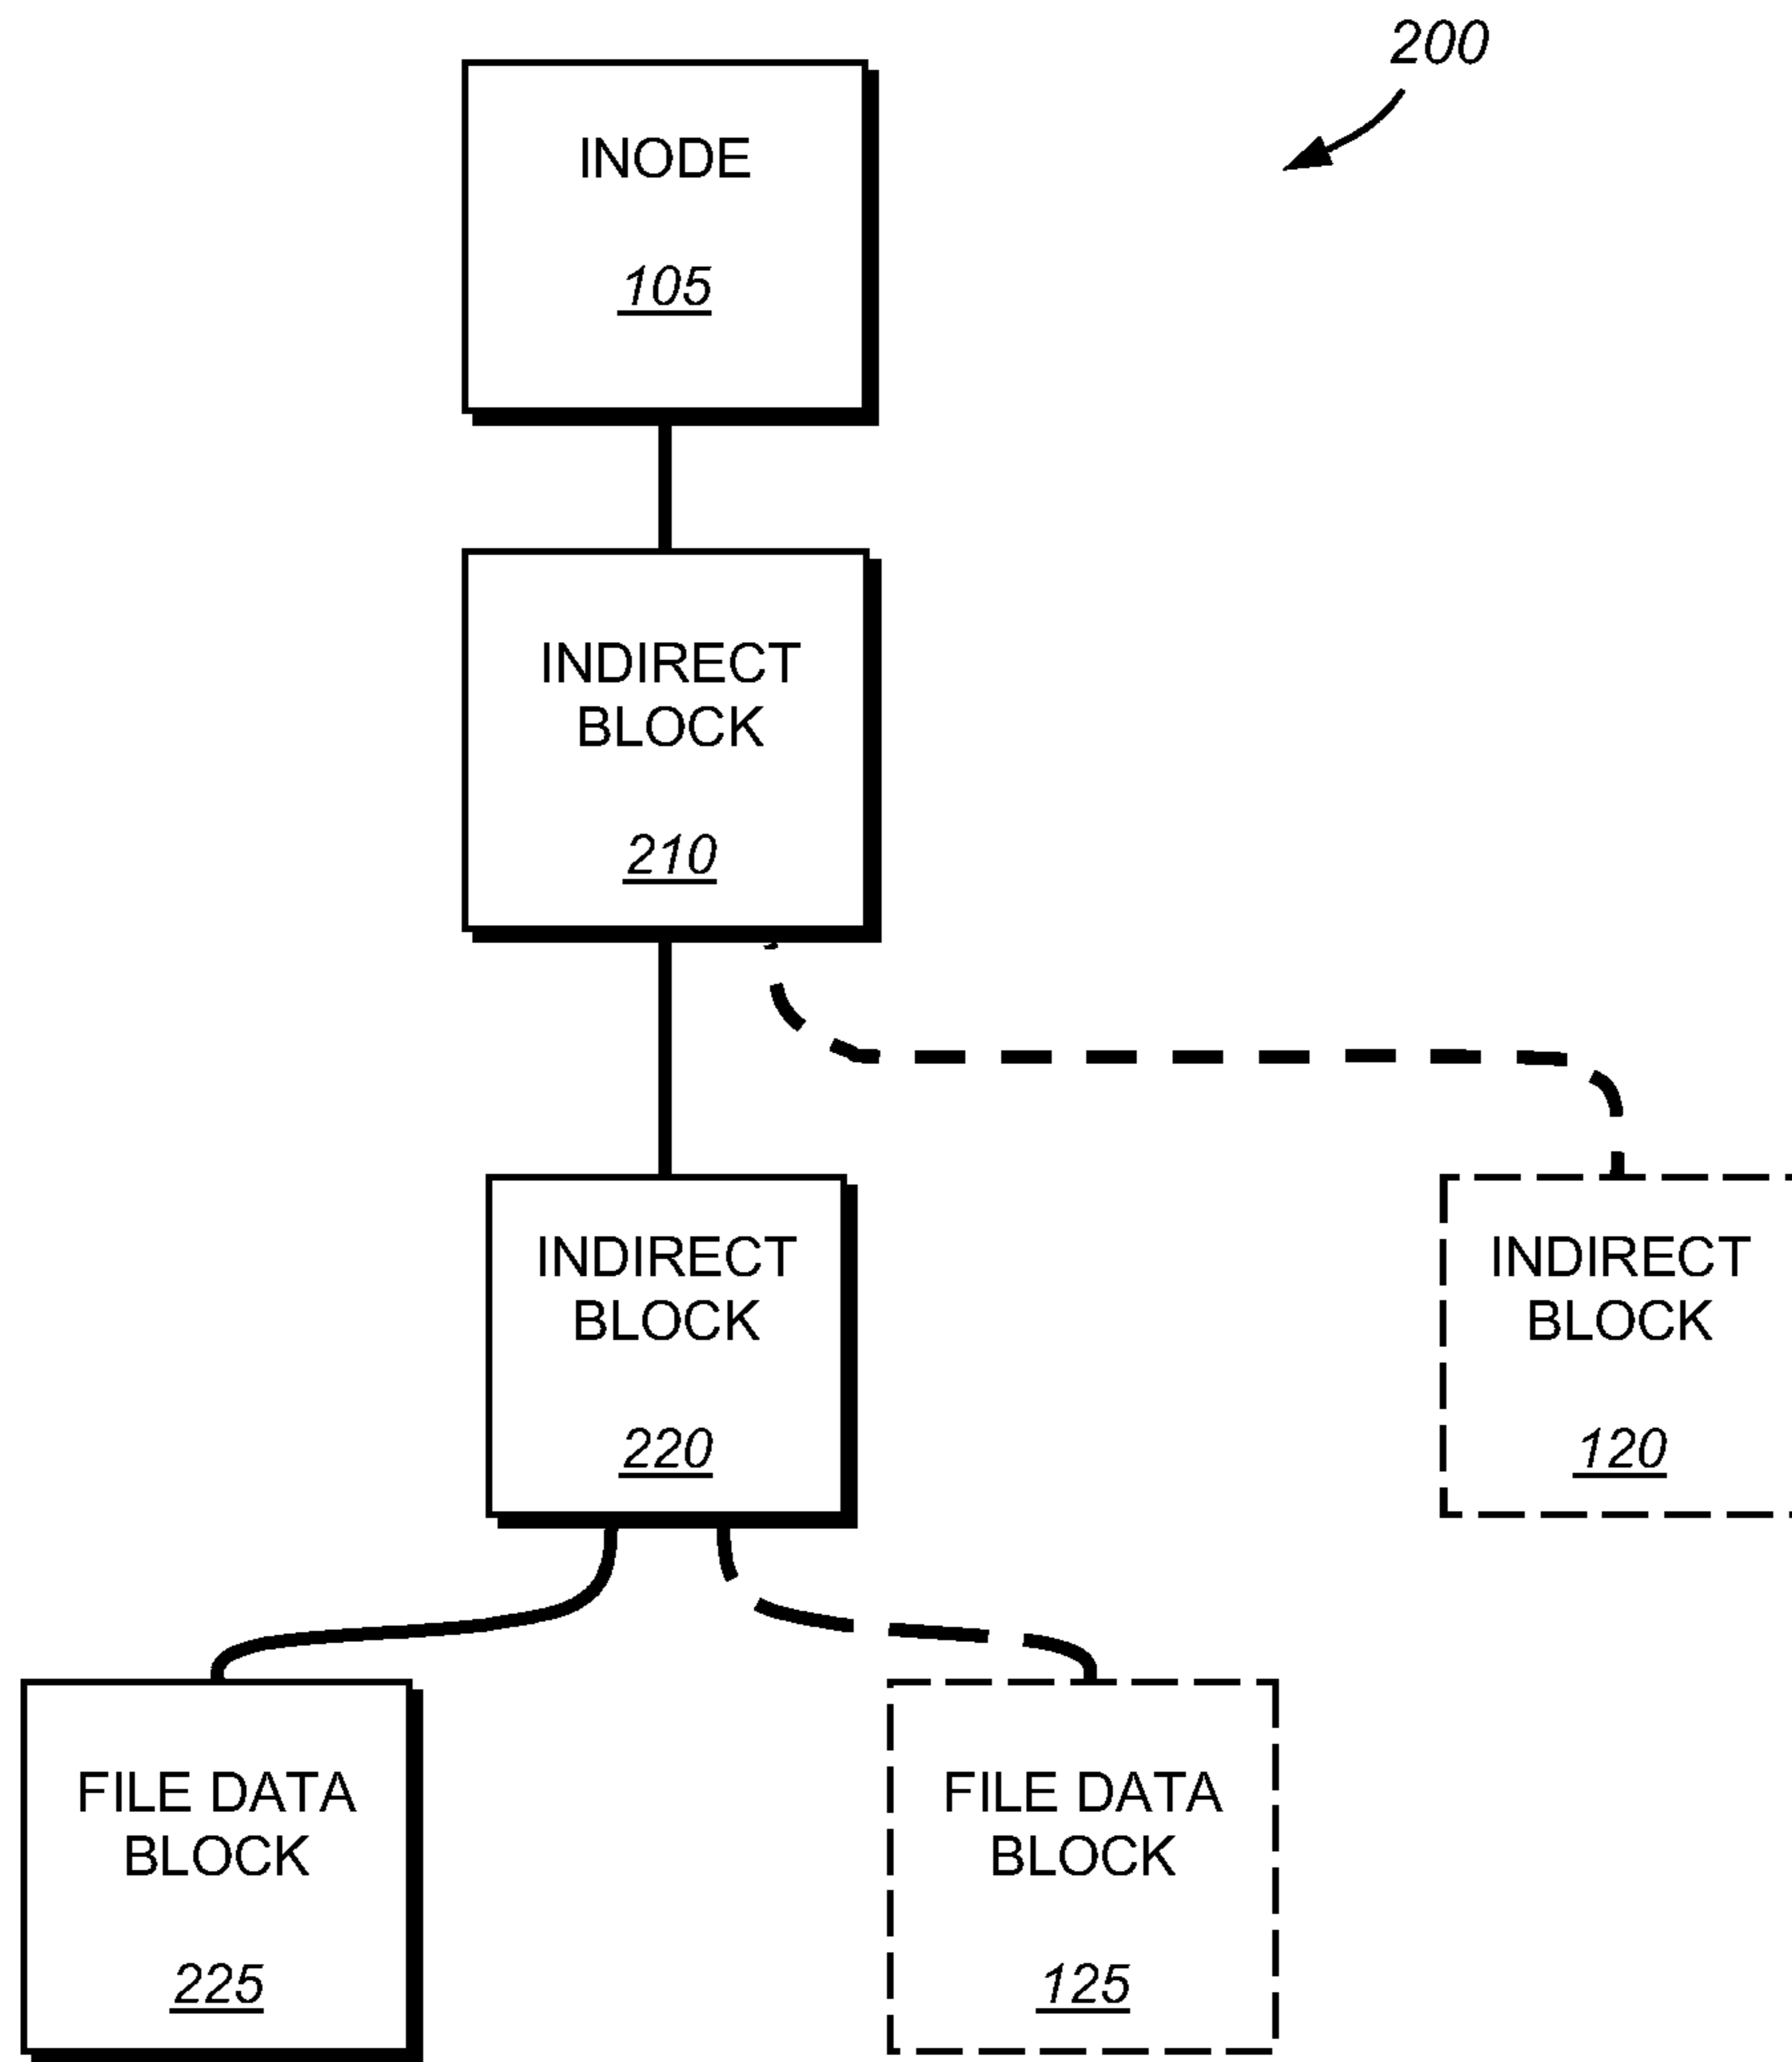 200
INODE
105
INDIRECT
BLOCK
210
INDIRECT
BLOCK
220
INDIRECT
BLOCK
120
FILE DATA
BLOCK
225
FILE DATA
BLOCK
125